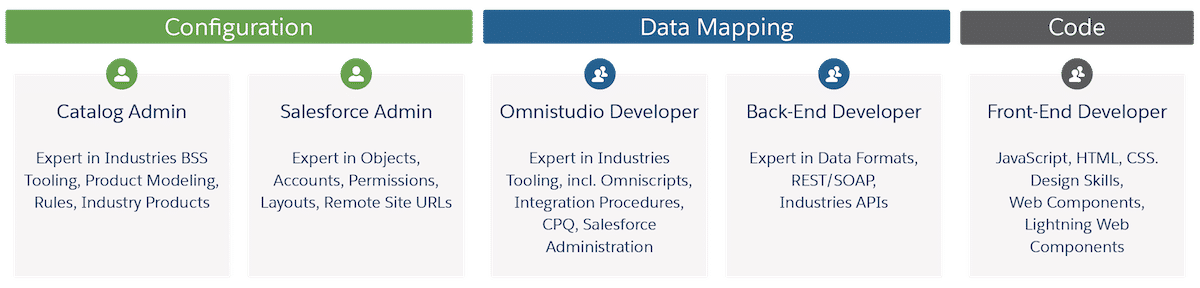 Configuration
Data Mapping
Code
Catalog Admin
Expert in Industries BSS
Tooling, Product Modeling,
Rules, Industry Products
Salesforce Admin
Expert in Objects,
Accounts, Permissions,
Layouts, Remote Site URLs
Omnistudio Developer
Expert in Industries
Tooling, incl. Omniscripts,
Integration Procedures,
CPQ, Salesforce
Administration
Back-End Developer
Expert in Data Formats,
REST/SOAP,
Industries APIs
Front-End Developer
JavaScript, HTML, CSS.
Design Skills,
Web Components,
Lightning Web
Components